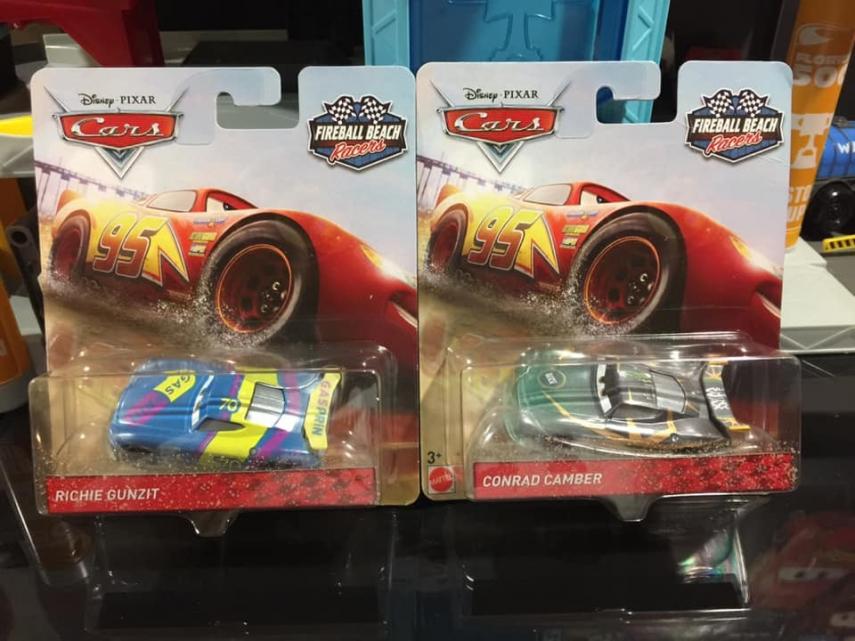 Disney · PIXAR
Cars
FIREBALL BEACH
Racers
95
GAS
70
GASPRIN
RICHIE GUNZIT
Disney · PIXAR
Cars
FIREBALL BEACH
Racers
95
3+
CONRAD CAMBER